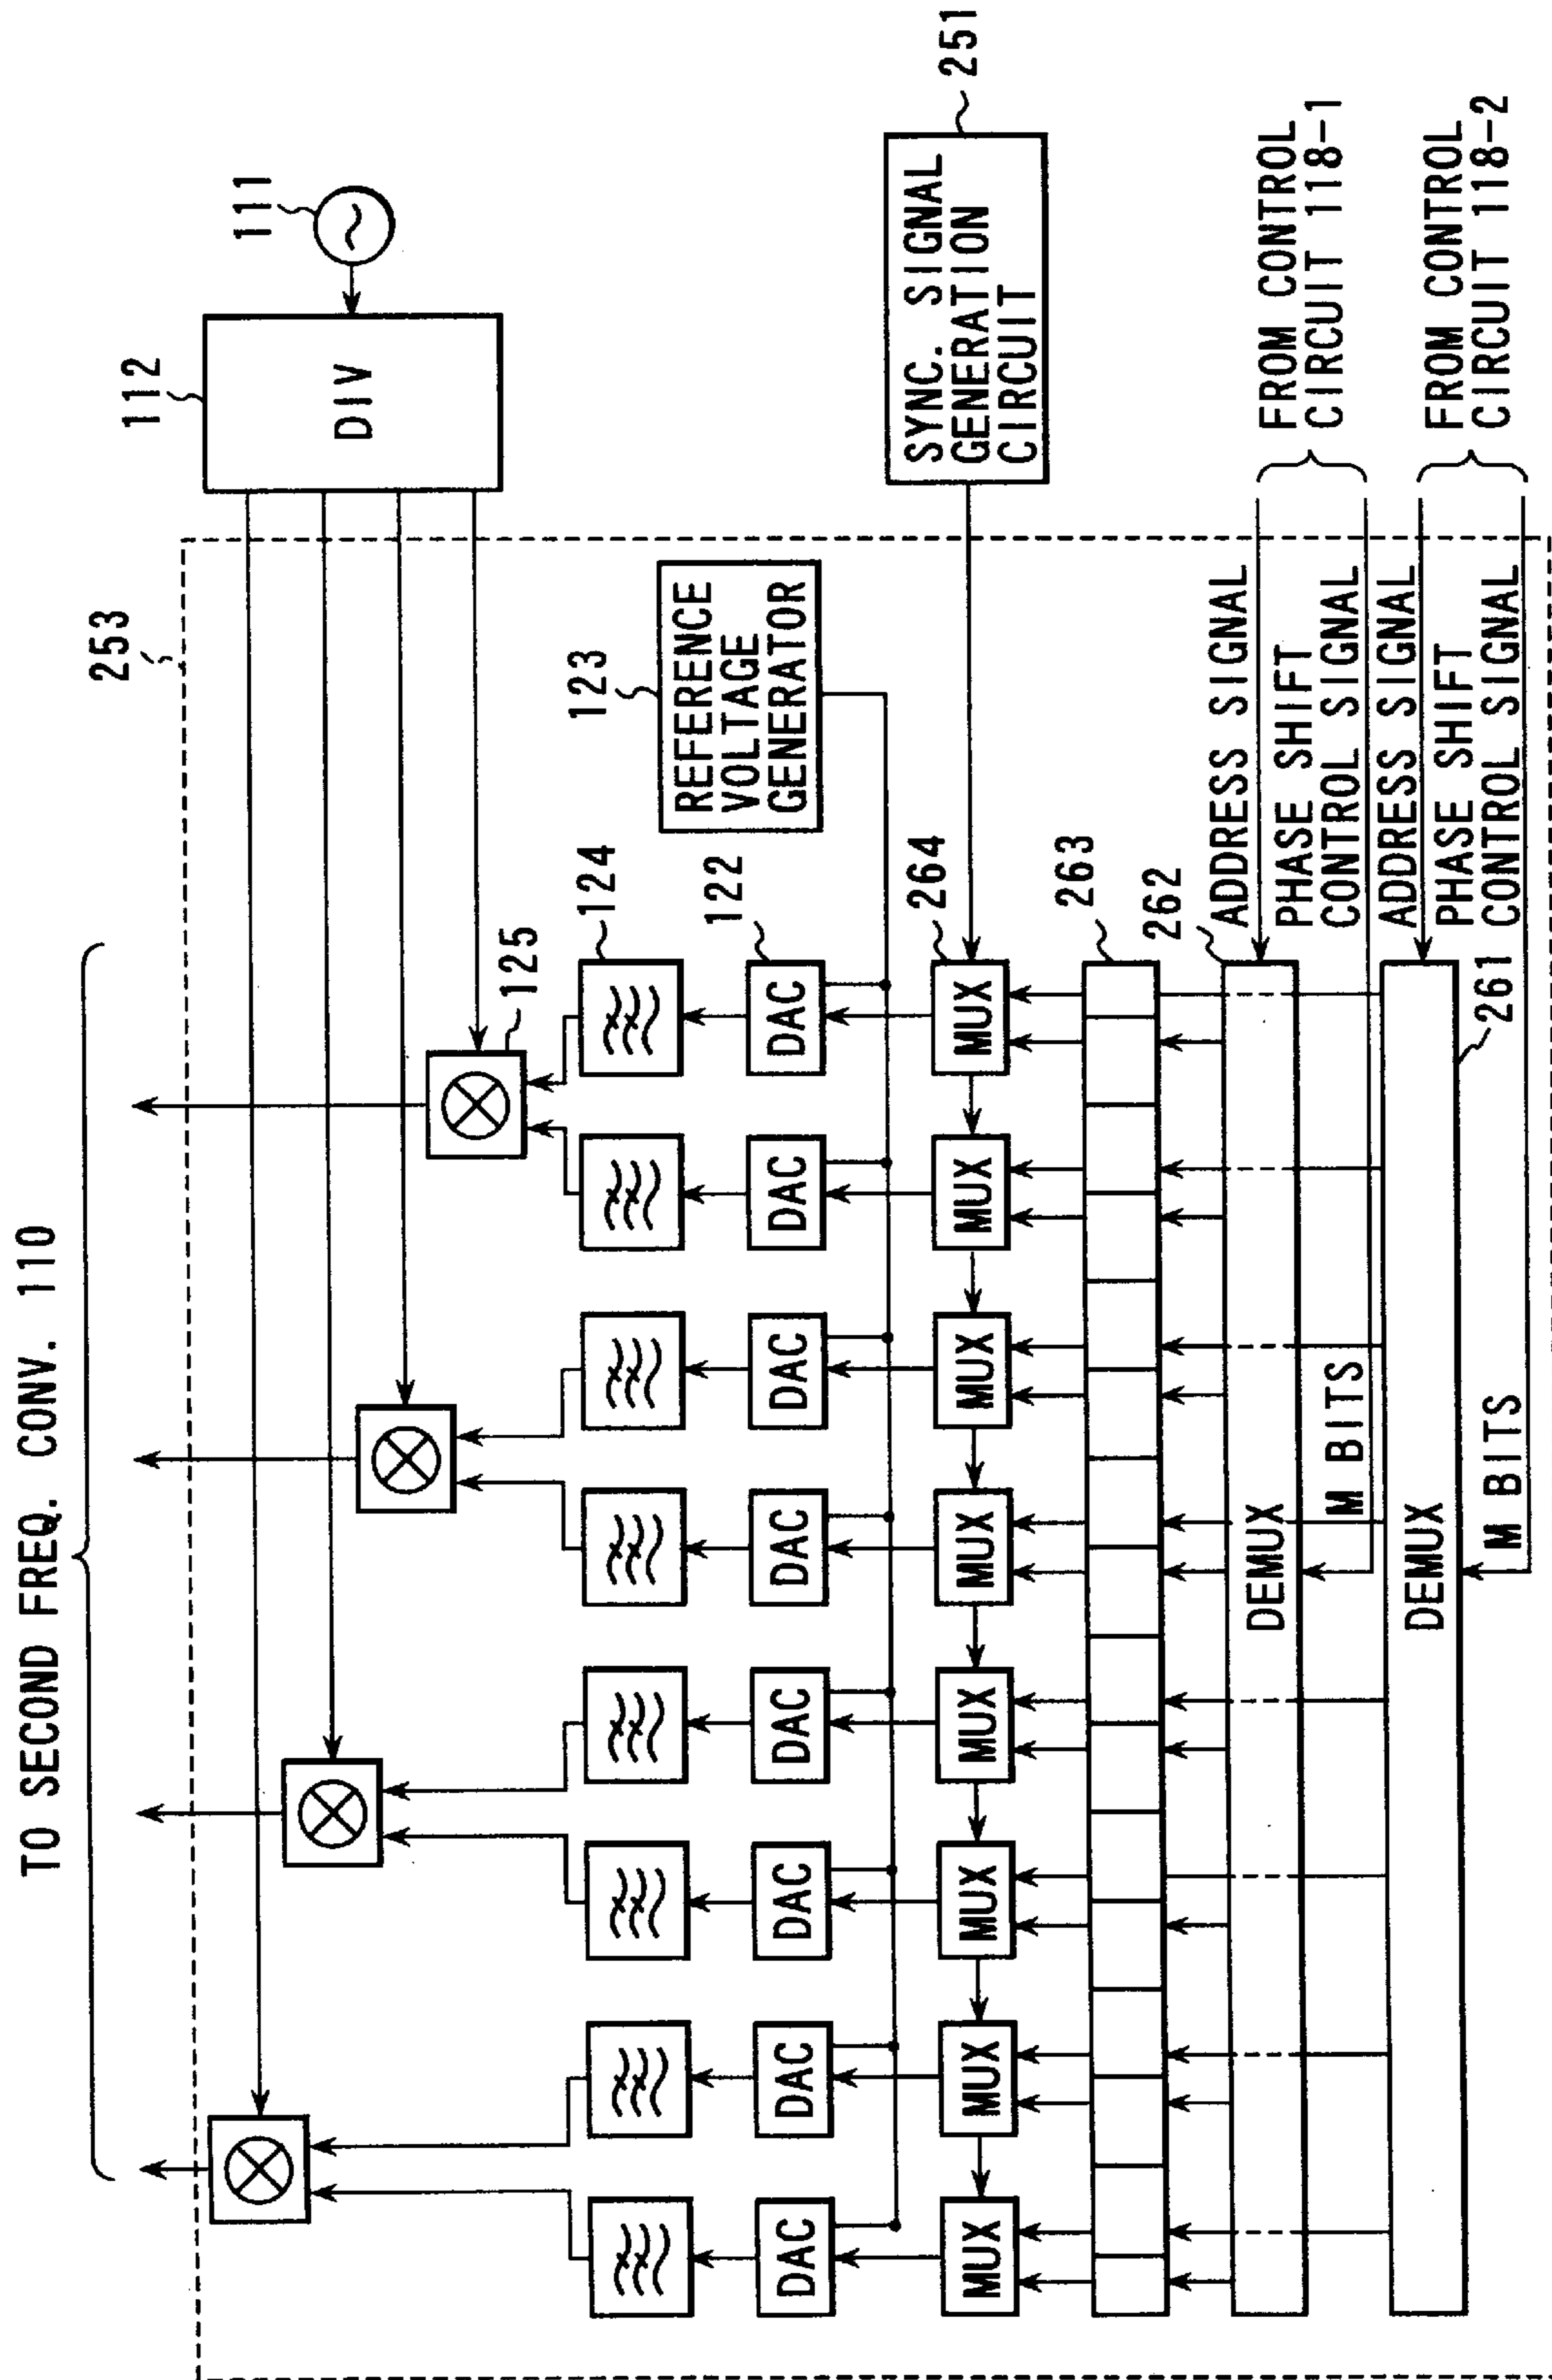 TO SECOND FREQ. CONV. 110
253
112
DIV
111
125
124
123
REFERENCE
VOLTAGE
GENERATOR
122
DAC
DAC
DAC
DAC
DAC
DAC
DAC
DAC
264
MUX
MUX
MUX
MUX
MUX
MUX
MUX
MUX
SYNC. SIGNAL
GENERATION
CIRCUIT
251
263
262
DEMUX
ADDRESS SIGNAL
PHASE SHIFT
CONTROL SIGNAL
M BITS
FROM CONTROL
CIRCUIT 118-1
DEMUX
261
ADDRESS SIGNAL
PHASE SHIFT
CONTROL SIGNAL
M BITS
FROM CONTROL
CIRCUIT 118-2